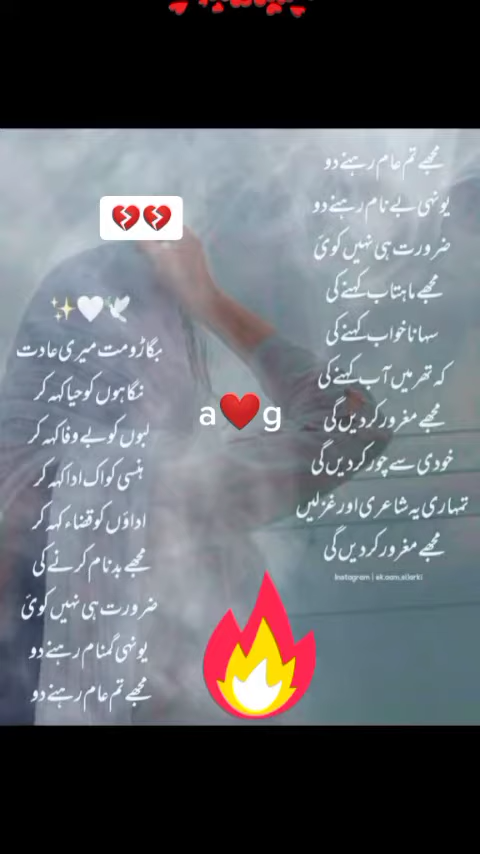 مجھے تم عام رہنے دو
یونہی بے نام رہنے دو
ضرورت ہی نہیں کوئ
مجھے ماہتاب کہنے کی
سہانا خواب کہنے کی
کہ تھر میں آب کہنے کی
مجھے مغرور کر دیں گی
خودی سے چور کر دیں گی
تمہاری یہ شاعری اور غزلیں
مجھے مغرور کر دیں گی
Instagram |
بگاڑو مت میری عادت
نگاہوں کو حیا کہہ کر
لبوں کو بے وفا کہہ کر
ہنسی کو اک ادا کہہ کر
اداؤں کو قضاء کہہ کر
مجھے بدنام کرنے کی
ضرورت ہی نہیں کوئ
یونہی گمنام رہنے دو
مجھے تم عام رہنے دو
a❤️g